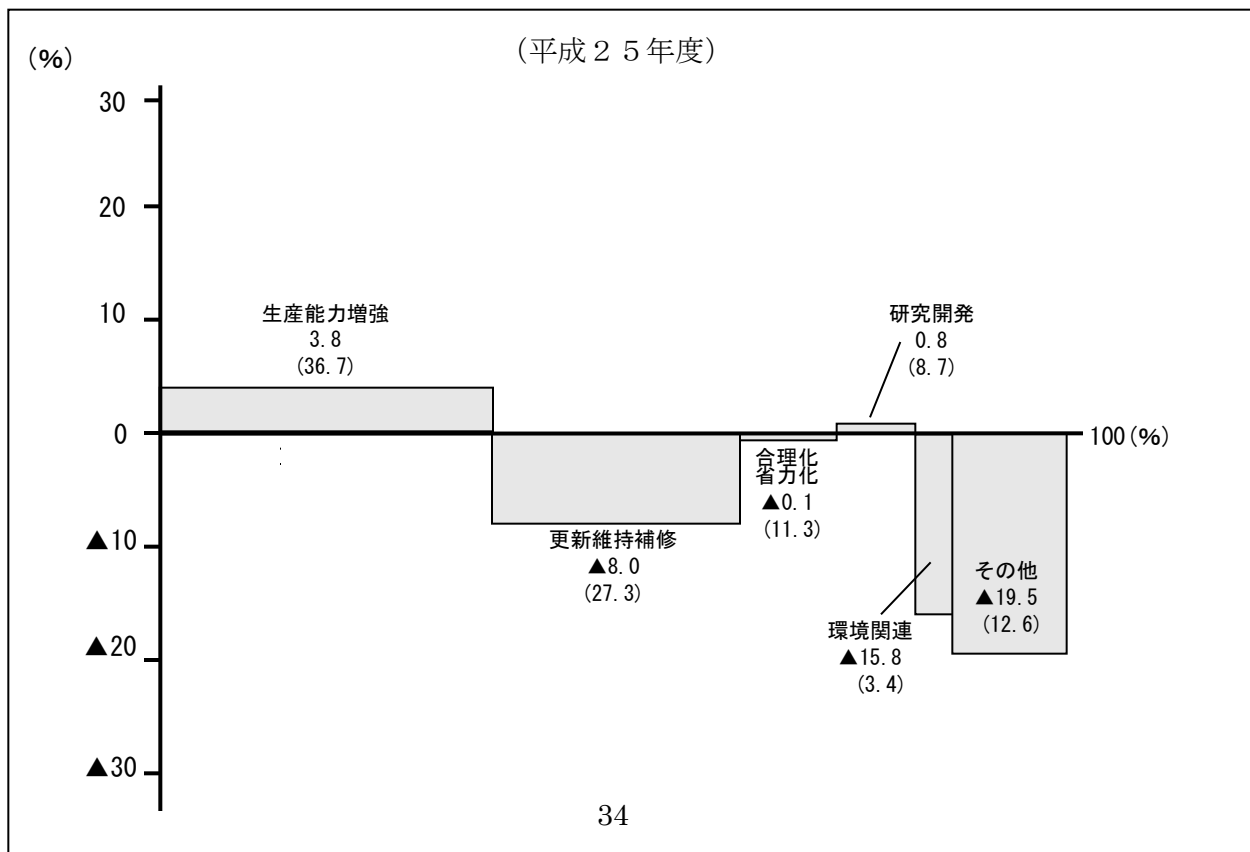 (平成２５年度)
(%)
30
20
10
0
▲10
▲20
▲30
生産能力増強
3.8
(36.7)
更新維持補修
▲8.0
(27.3)
合理化
省力化
▲0.1
(11.3)
研究開発
0.8
(8.7)
環境関連
▲15.8
(3.4)
その他
▲19.5
(12.6)
100(%)
34